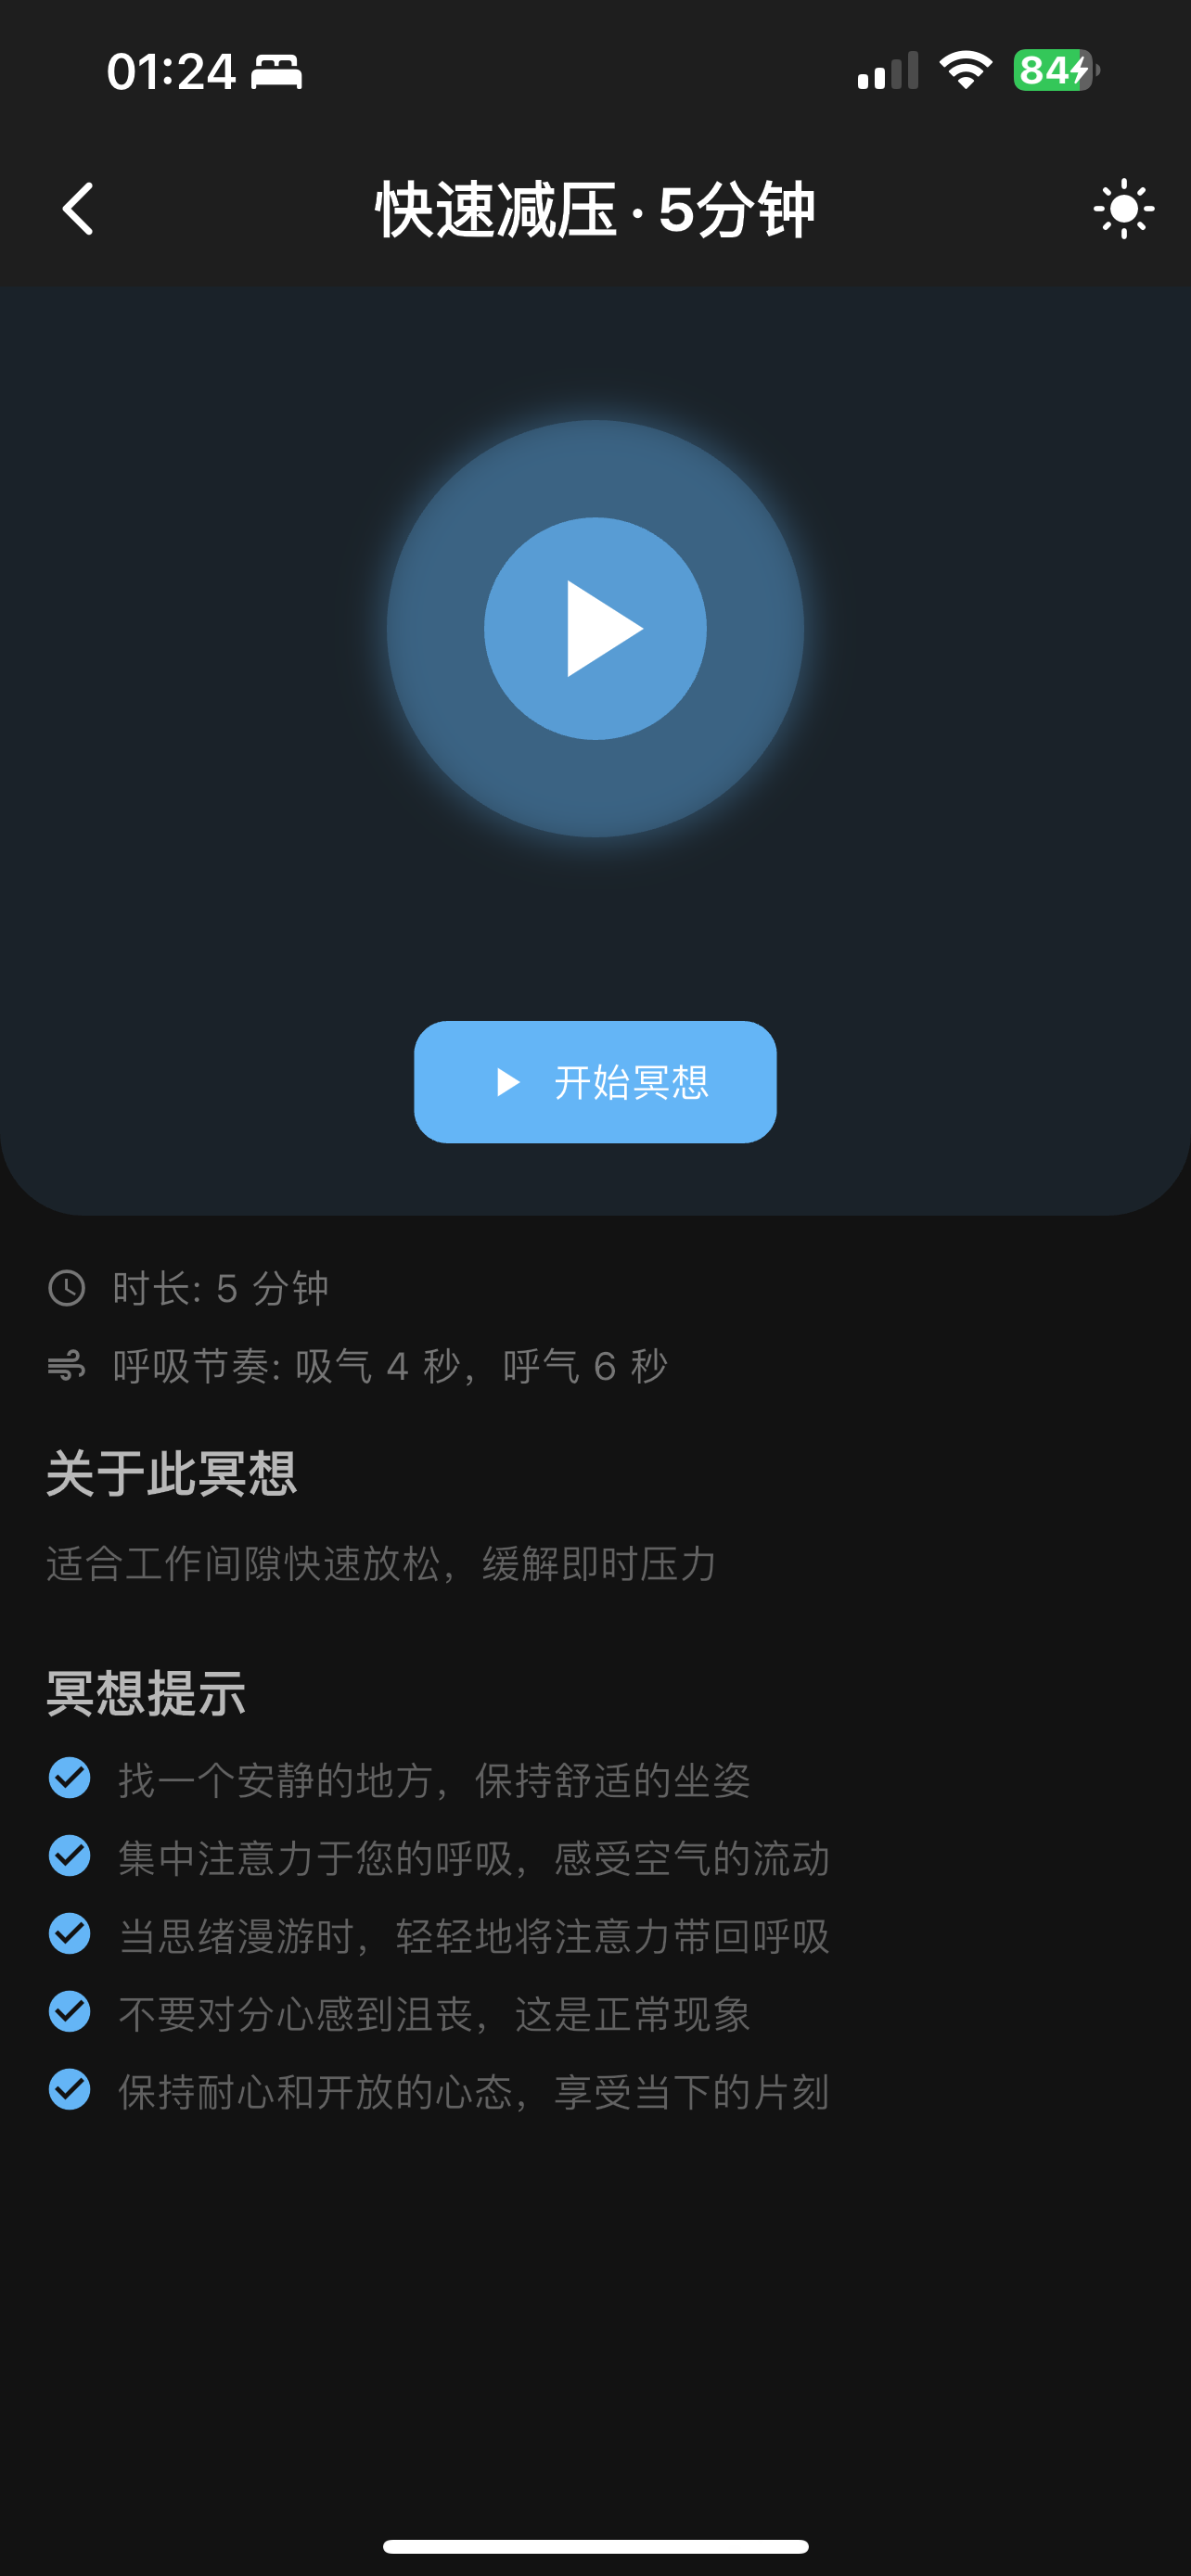 01:24
84
快速减压 · 5分钟
开始冥想
时长: 5 分钟
呼吸节奏: 吸气 4 秒，呼气 6 秒
关于此冥想
适合工作间隙快速放松，缓解即时压力
冥想提示
找一个安静的地方，保持舒适的坐姿
集中注意力于您的呼吸，感受空气的流动
当思绪漫游时，轻轻地将注意力带回呼吸
不要对分心感到沮丧，这是正常现象
保持耐心和开放的心态，享受当下的片刻